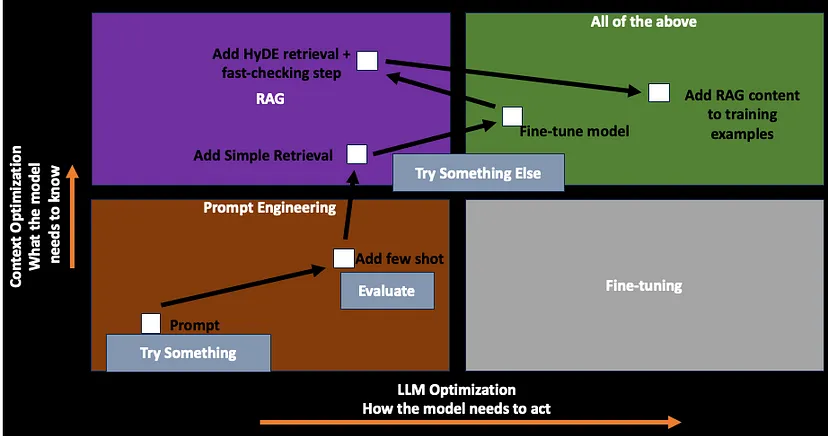 All of the above
Add HyDE retrieval +
fast-checking step
RAG
Add RAG content
to training
examples
Fine-tune model
Add Simple Retrieval
Try Something Else
Context Optimization
What the model
needs to know
Prompt Engineering
Add few shot
Evaluate
Fine-tuning
Prompt
Try Something
LLM Optimization
How the model needs to act